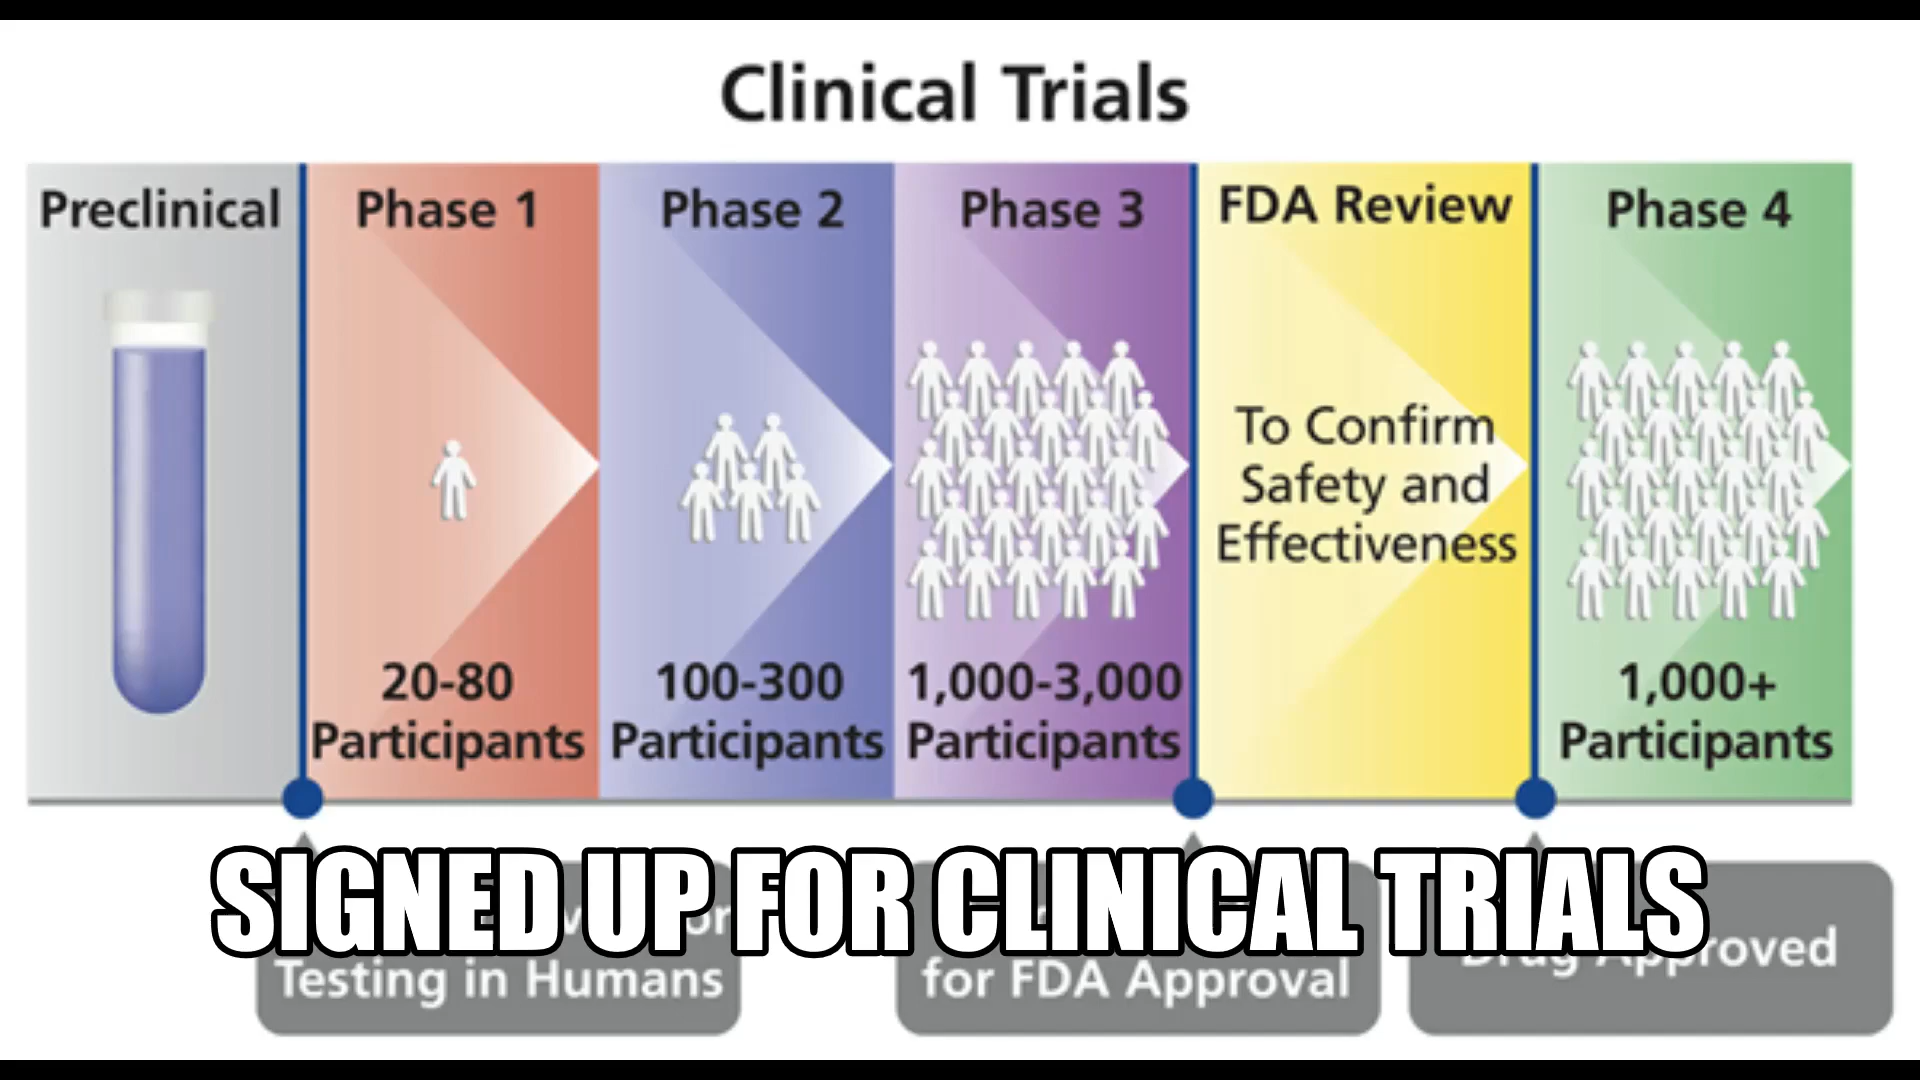 Clinical Trials
Preclinical
Phase 1
20-80
Participants
Phase 2
100-300
Participants
Phase 3
1,000-3,000
Participants
FDA Review
To Confirm
Safety and
Effectiveness
Phase 4
1,000+
Participants
SIGNED UP FOR CLINICAL TRIALS
Testing in Humans
for FDA Approval
Drug Approved